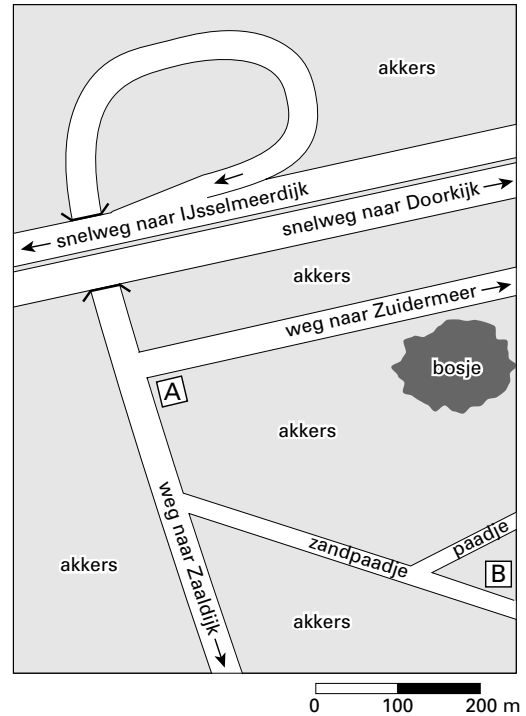 akkers
snelweg naar IJsselmeerdijk
snelweg naar Doorkijk
akkers
weg naar Zuidermeer
bosje
A
akkers
weg naar Zaaldijk
zandpaadje
paadje
B
akkers
akkers
0 100 200 m